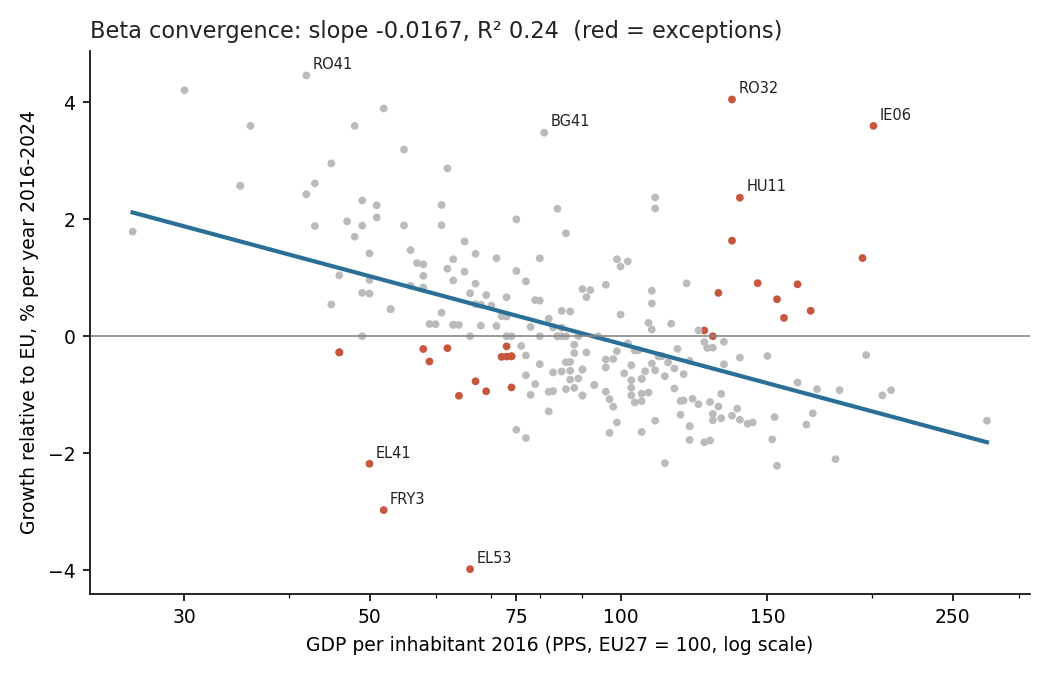 Beta convergence: slope -0.0167, R² 0.24  (red = exceptions)
RO41
RO32
IE06
BG41
HU11
EL41
FRY3
EL53
4
2
0
−2
−4
Growth relative to EU, % per year 2016-2024
30
50
75
100
150
250
GDP per inhabitant 2016 (PPS, EU27 = 100, log scale)